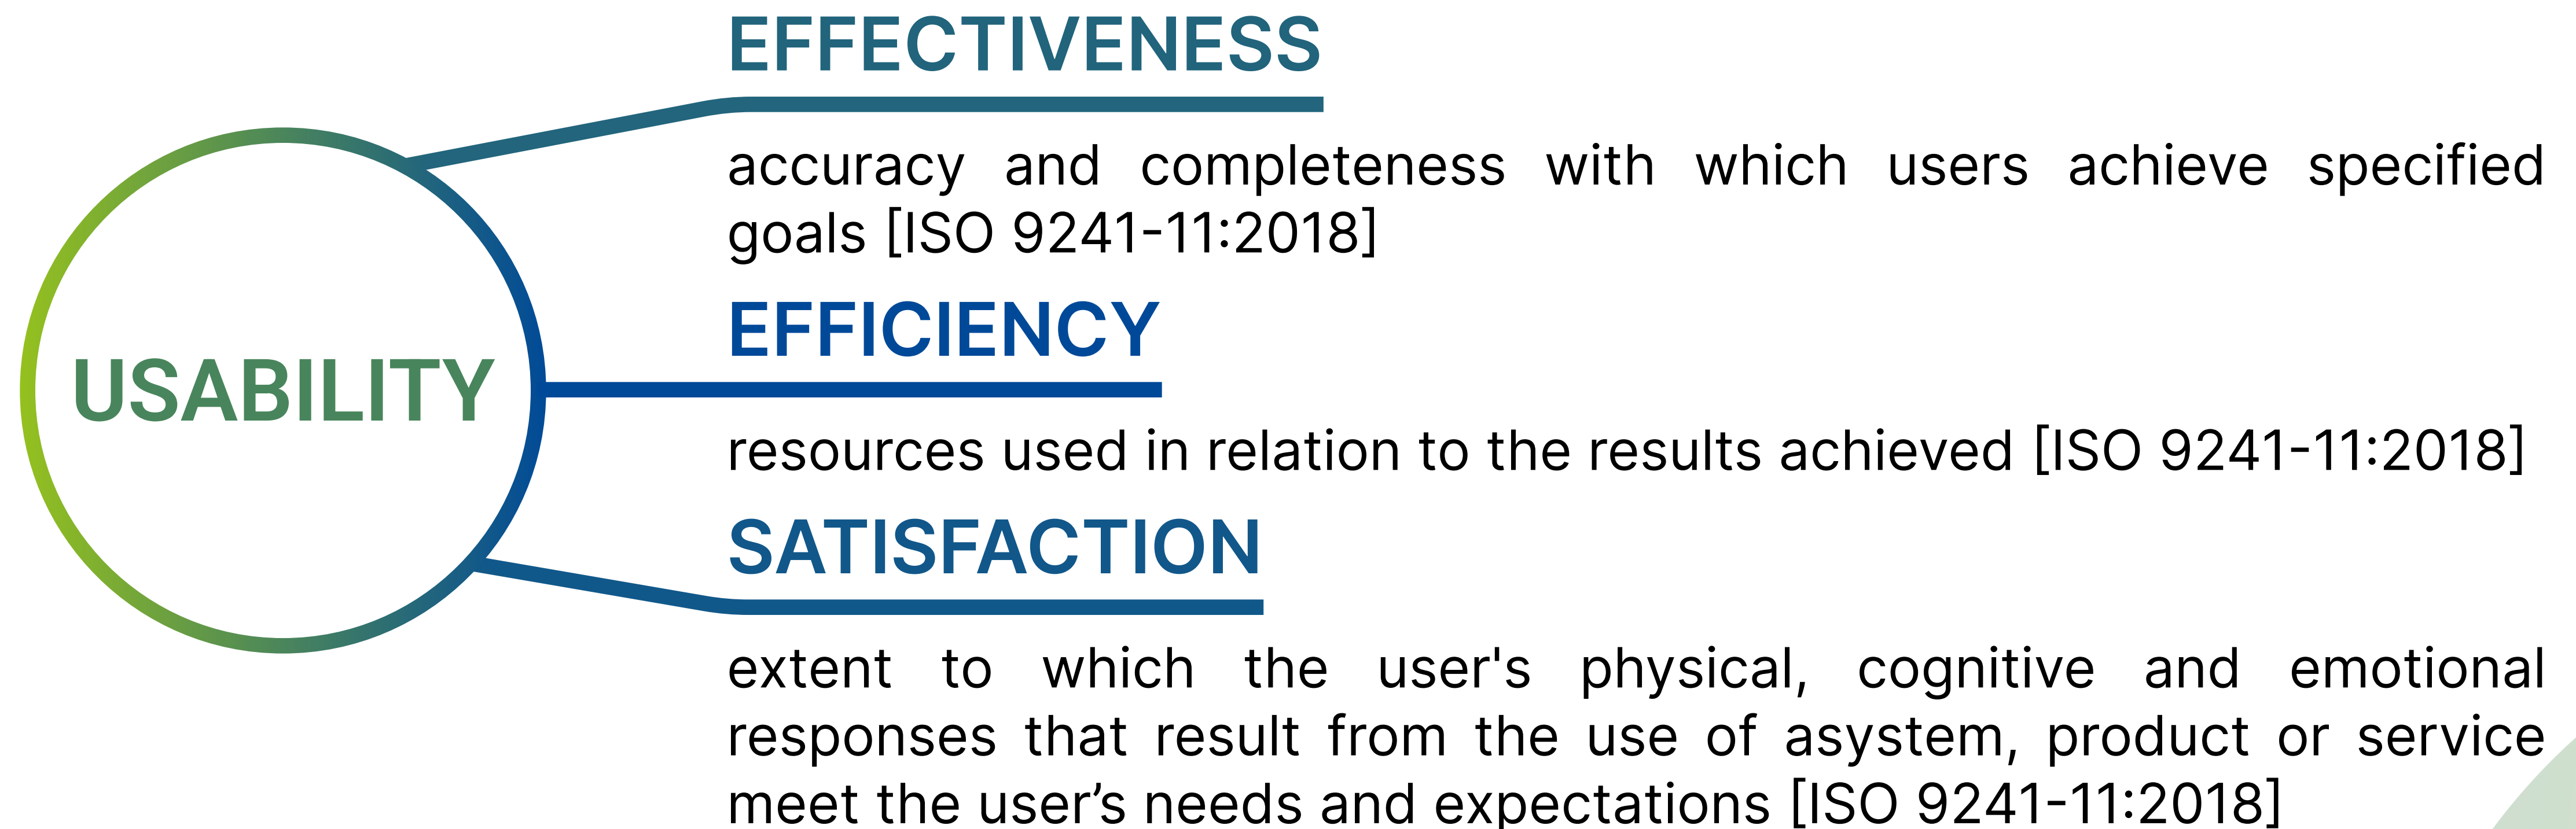 EFFECTIVENESS
accuracy and completeness with which users achieve specified
goals [ISO 9241-11:2018]
USABILITY
EFFICIENCY
resources used in relation to the results achieved [ISO 9241-11:2018]
SATISFACTION
extent to which the user's physical, cognitive and emotional
responses that result from the use of asystem, product or service
meet the user’s needs and expectations [ISO 9241-11:2018]